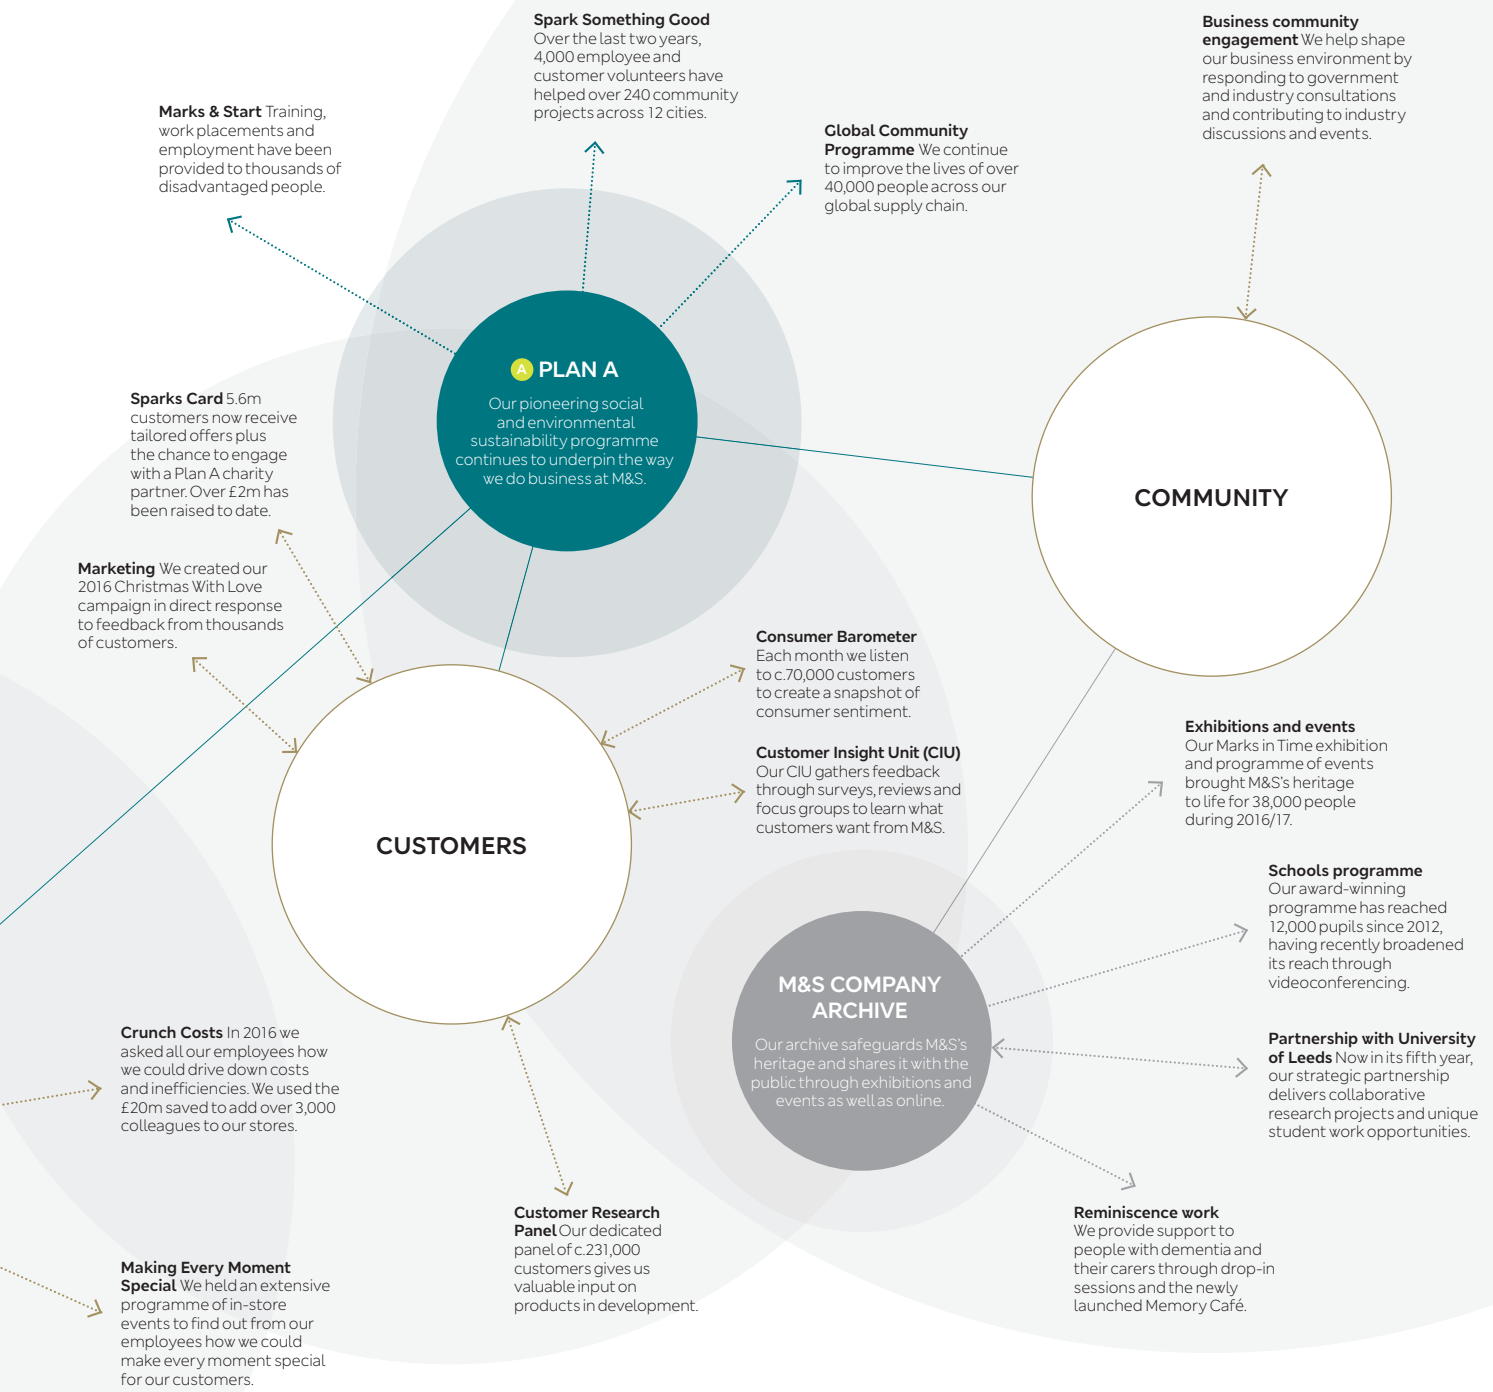 Spark Something Good
Over the last two years,
4,000 employee and
customer volunteers have
helped over 240 community
projects across 12 cities.
Business community
engagement We help shape
our business environment by
responding to government
and industry consultations
and contributing to industry
discussions and events.
Marks & Start Training,
work placements and
employment have been
provided to thousands of
disadvantaged people.
Global Community
Programme We continue
to improve the lives of over
40,000 people across our
global supply chain.
A PLAN A
Our pioneering social
and environmental
sustainability programme
continues to underpin the way
we do business at M&S.
Sparks Card 5.6m
customers now receive
tailored offers plus
the chance to engage
with a Plan A charity
partner. Over £2m has
been raised to date.
COMMUNITY
Marketing We created our
2016 Christmas With Love
campaign in direct response
to feedback from thousands
of customers.
Consumer Barometer
Each month we listen
to c.70,000 customers
to create a snapshot of
consumer sentiment.
Customer Insight Unit (CIU)
Our CIU gathers feedback
through surveys, reviews and
focus groups to learn what
customers want from M&S.
CUSTOMERS
Exhibitions and events
Our Marks in Time exhibition
and programme of events
brought M&S's heritage
to life for 38,000 people
during 2016/17.
Schools programme
Our award-winning
programme has reached
12,000 pupils since 2012,
having recently broadened
its reach through
videoconferencing.
M&S COMPANY
ARCHIVE
Our archive safeguards M&S's
heritage and shares it with the
public through exhibitions and
events as well as online.
Crunch Costs In 2016 we
asked all our employees how
we could drive down costs
and inefficiencies. We used the
£20m saved to add over 3,000
colleagues to our stores.
Partnership with University
of Leeds Now in its fifth year,
our strategic partnership
delivers collaborative
research projects and unique
student work opportunities.
Customer Research
Panel Our dedicated
panel of c.231,000
customers gives us
valuable input on
products in development.
Reminiscence work
We provide support to
people with dementia and
their carers through drop-in
sessions and the newly
launched Memory Café.
Making Every Moment
Special We held an extensive
programme of in-store
events to find out from our
employees how we could
make every moment special
for our customers.